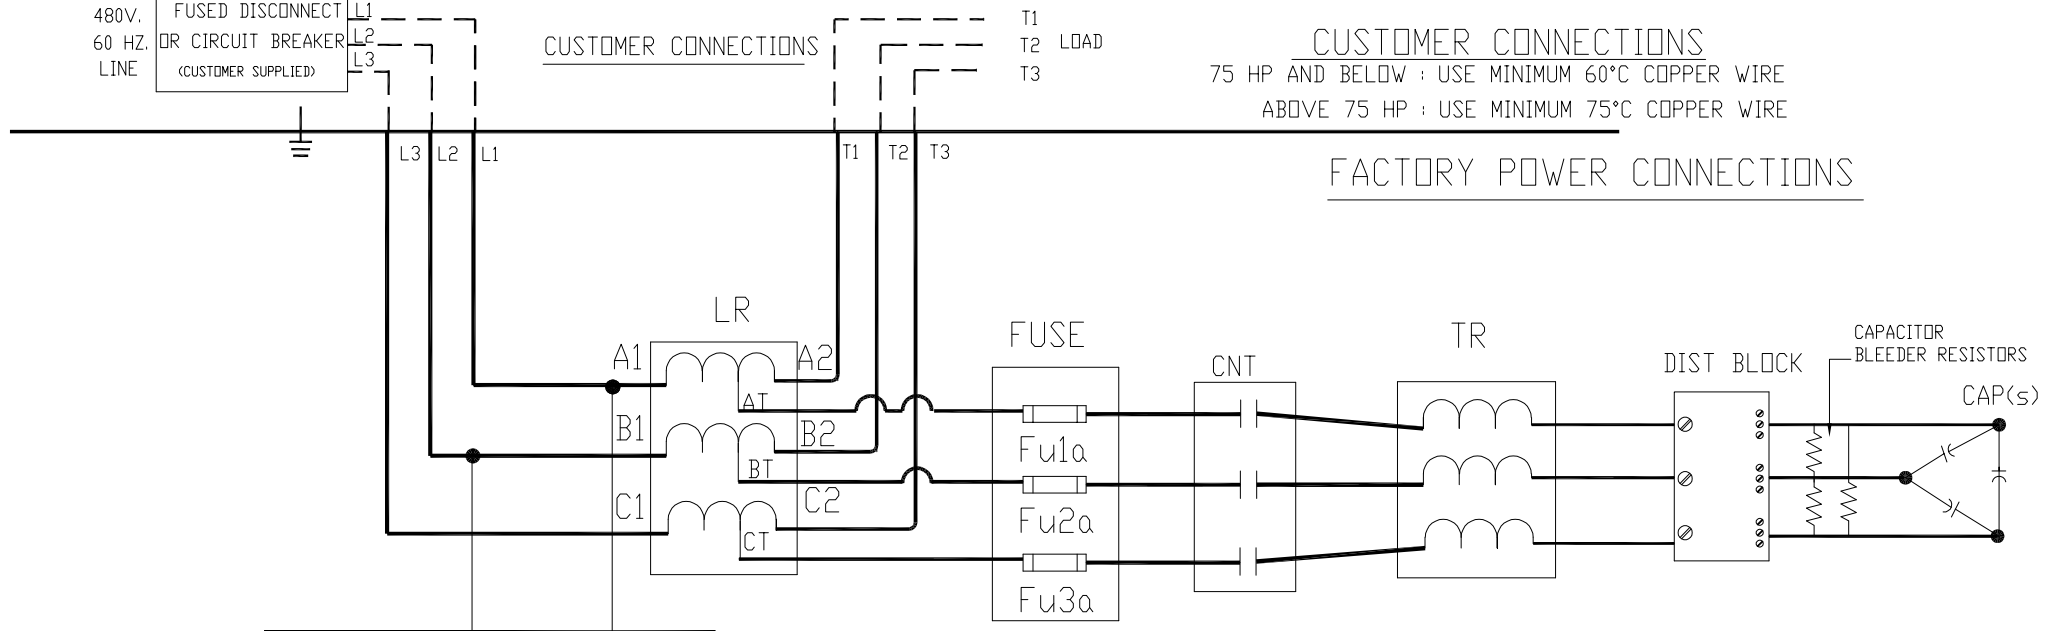 480V.
60 HZ.
LINE
FUSED DISCONNECT
OR CIRCUIT BREAKER
(CUSTOMER SUPPLIED)
L1
L2
L3
CUSTOMER CONNECTIONS
T1
T2 LOAD
T3
CUSTOMER CONNECTIONS
75 HP AND BELOW : USE MINIMUM 60°C COPPER WIRE
ABOVE 75 HP : USE MINIMUM 75°C COPPER WIRE
L3 L2 L1
T1 T2 T3
FACTORY POWER CONNECTIONS
LR
A1 A2
AT
B1 B2
BT
C1 C2
CT
FUSE
Fu1a
Fu2a
Fu3a
CNT
TR
DIST BLOCK
CAPACITOR
BLEEDER RESISTORS
CAP(s)